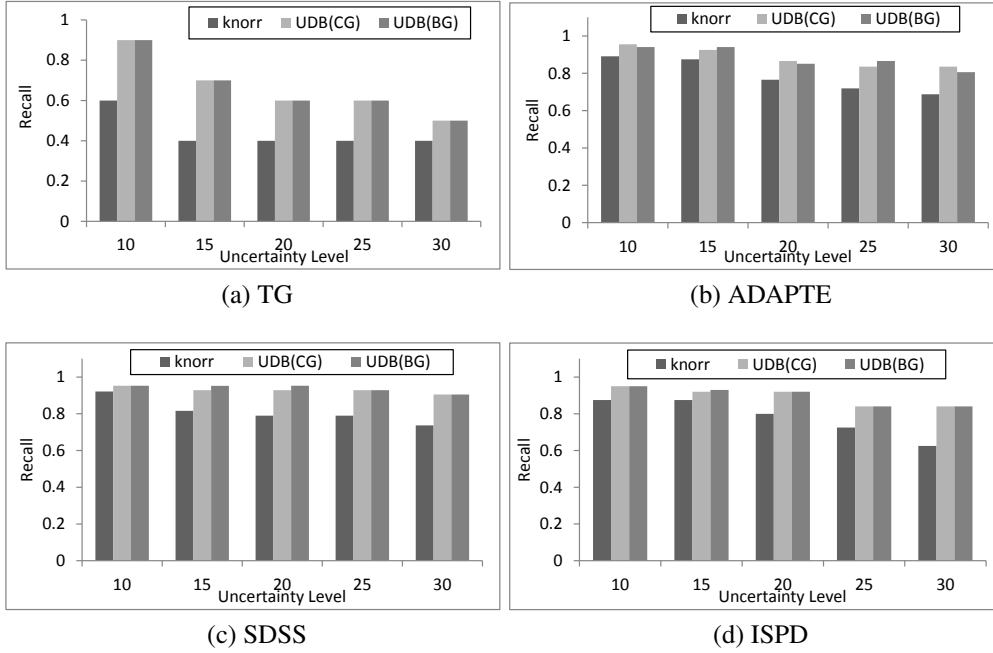 knorr UDB(CG) UDB(BG)
1
0.8
0.6
0.4
0.2
0
Recall
10 15 20 25 30
Uncertainty Level
(a) TG
knorr UDB(CG) UDB(BG)
1
0.8
0.6
0.4
0.2
0
Recall
10 15 20 25 30
Uncertainty Level
(b) ADAPTE
knorr UDB(CG) UDB(BG)
1
0.8
0.6
0.4
0.2
0
Recall
10 15 20 25 30
Uncertainty Level
(c) SDSS
knorr UDB(CG) UDB(BG)
1
0.8
0.6
0.4
0.2
0
Recall
10 15 20 25 30
Uncertainty Level
(d) ISPD